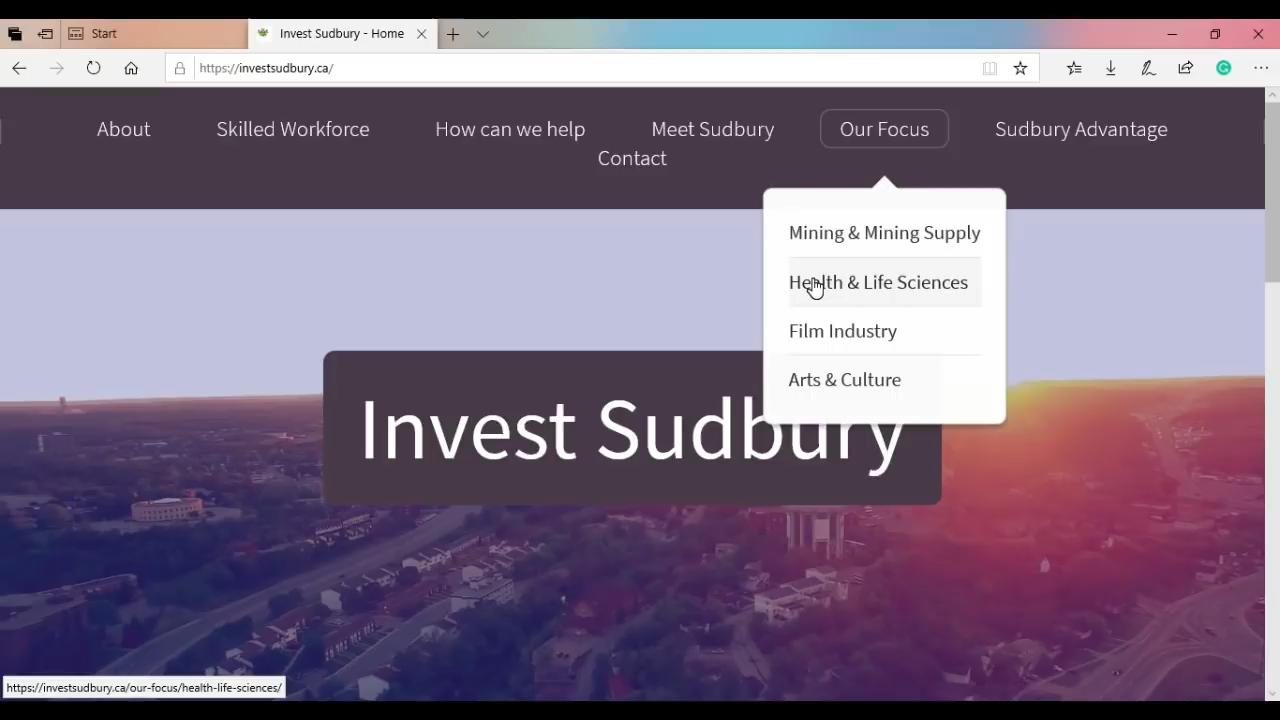 Start
Invest Sudbury - Home
https://investsudbury.ca/
About Skilled Workforce How can we help Meet Sudbury Our Focus Sudbury Advantage
Contact
Mining & Mining Supply
Health & Life Sciences
Film Industry
Arts & Culture
Invest Sudbury
https://investsudbury.ca/our-focus/health-life-sciences/